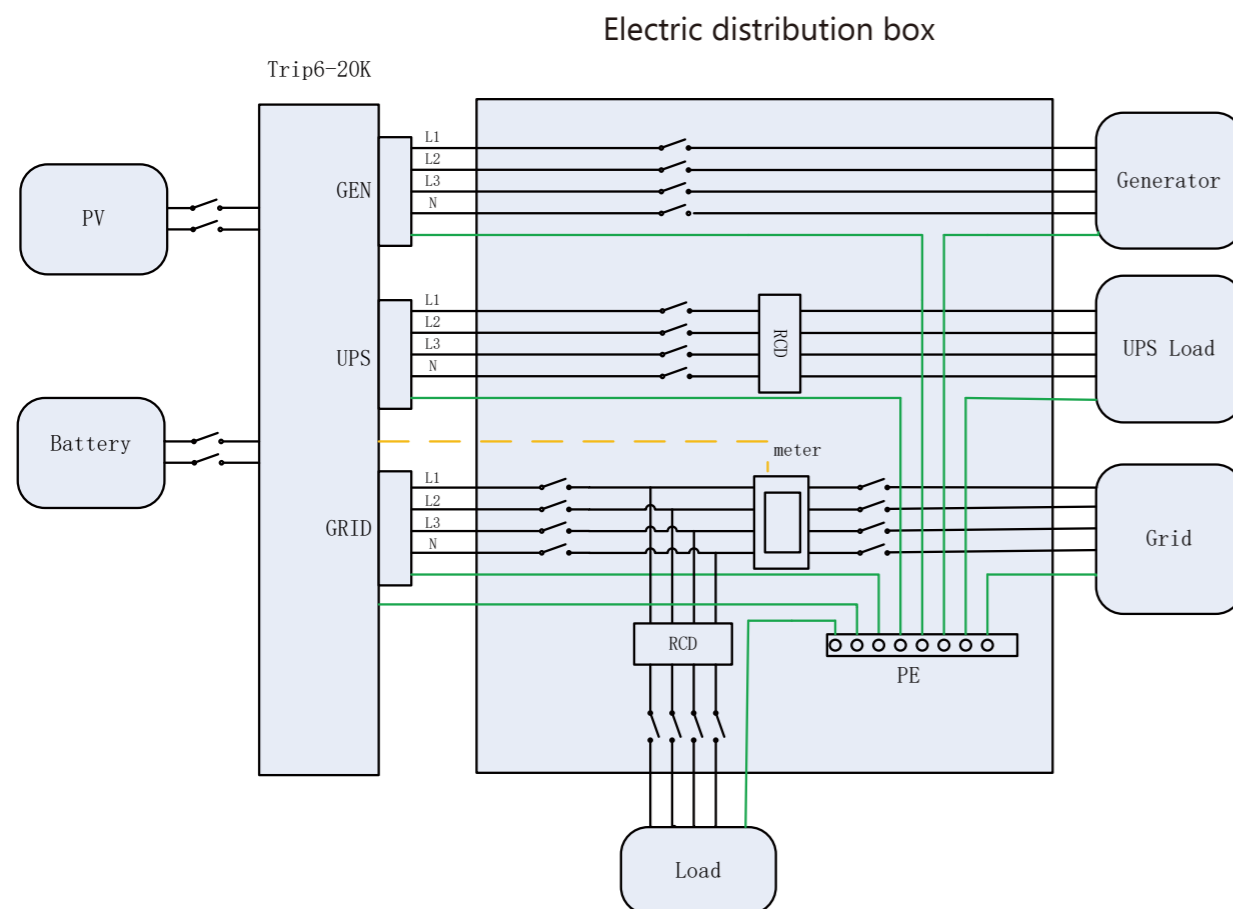 Electric distribution box
Trip6-20K
L1
L2
L3
N
GEN
Generator
PV
L1
L2
L3
N
UPS
RCD
UPS Load
Battery
meter
L1
L2
L3
N
GRID
Grid
RCD
PE
Load